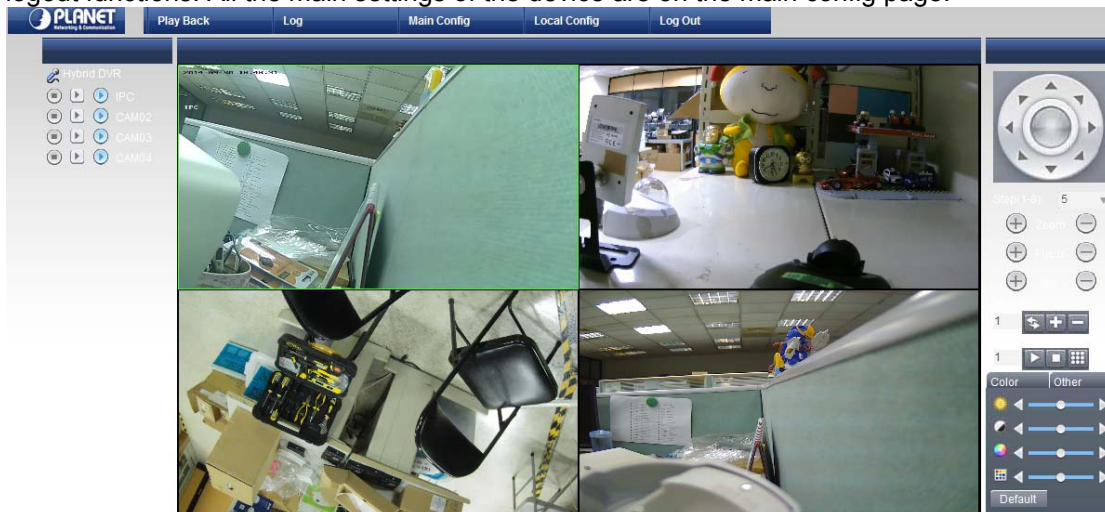 logout functions. All the main settings of the device are on the main config page.
PLANET
Networking & Communication
Play Back
Log
Main Config
Local Config
Log Out
Hybrid DVR
IPC
CAM02
CAM03
CAM04
IPC
Step(1-8) 5
Zoom
Focus
1
1
Color
Other
Default